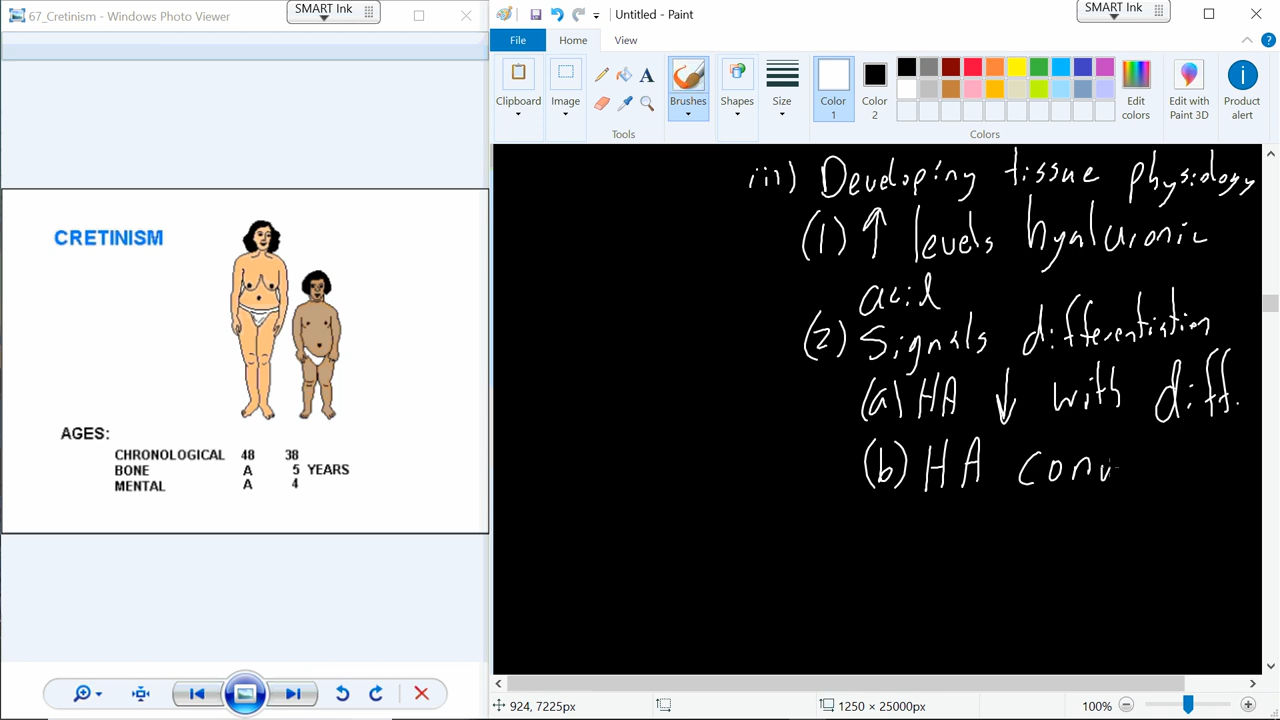 67_Cretinism - Windows Photo Viewer
SMART Ink
CRETINISM
AGES:
CHRONOLOGICAL 48 38
BONE A 5 YEARS
MENTAL A 4
Untitled - Paint
SMART Ink
File Home View
Clipboard
Image
Tools
Brushes
Shapes
Size
Color 1
Color 2
Edit colors
Colors
Edit with Paint 3D
Product alert
iii) Developing tissue physiology
(1) ↑ levels hyaluronic
acid
(2) Signals differentiation
(a) HA ↓ with diff.
(b) HA conv
924, 7225px
1250 × 25000px
100%